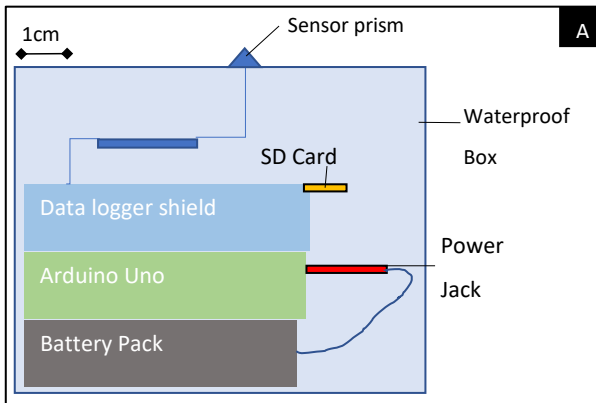 1cm
Sensor prism
A
Waterproof
Box
SD Card
Data logger shield
Power
Arduino Uno
Jack
Battery Pack